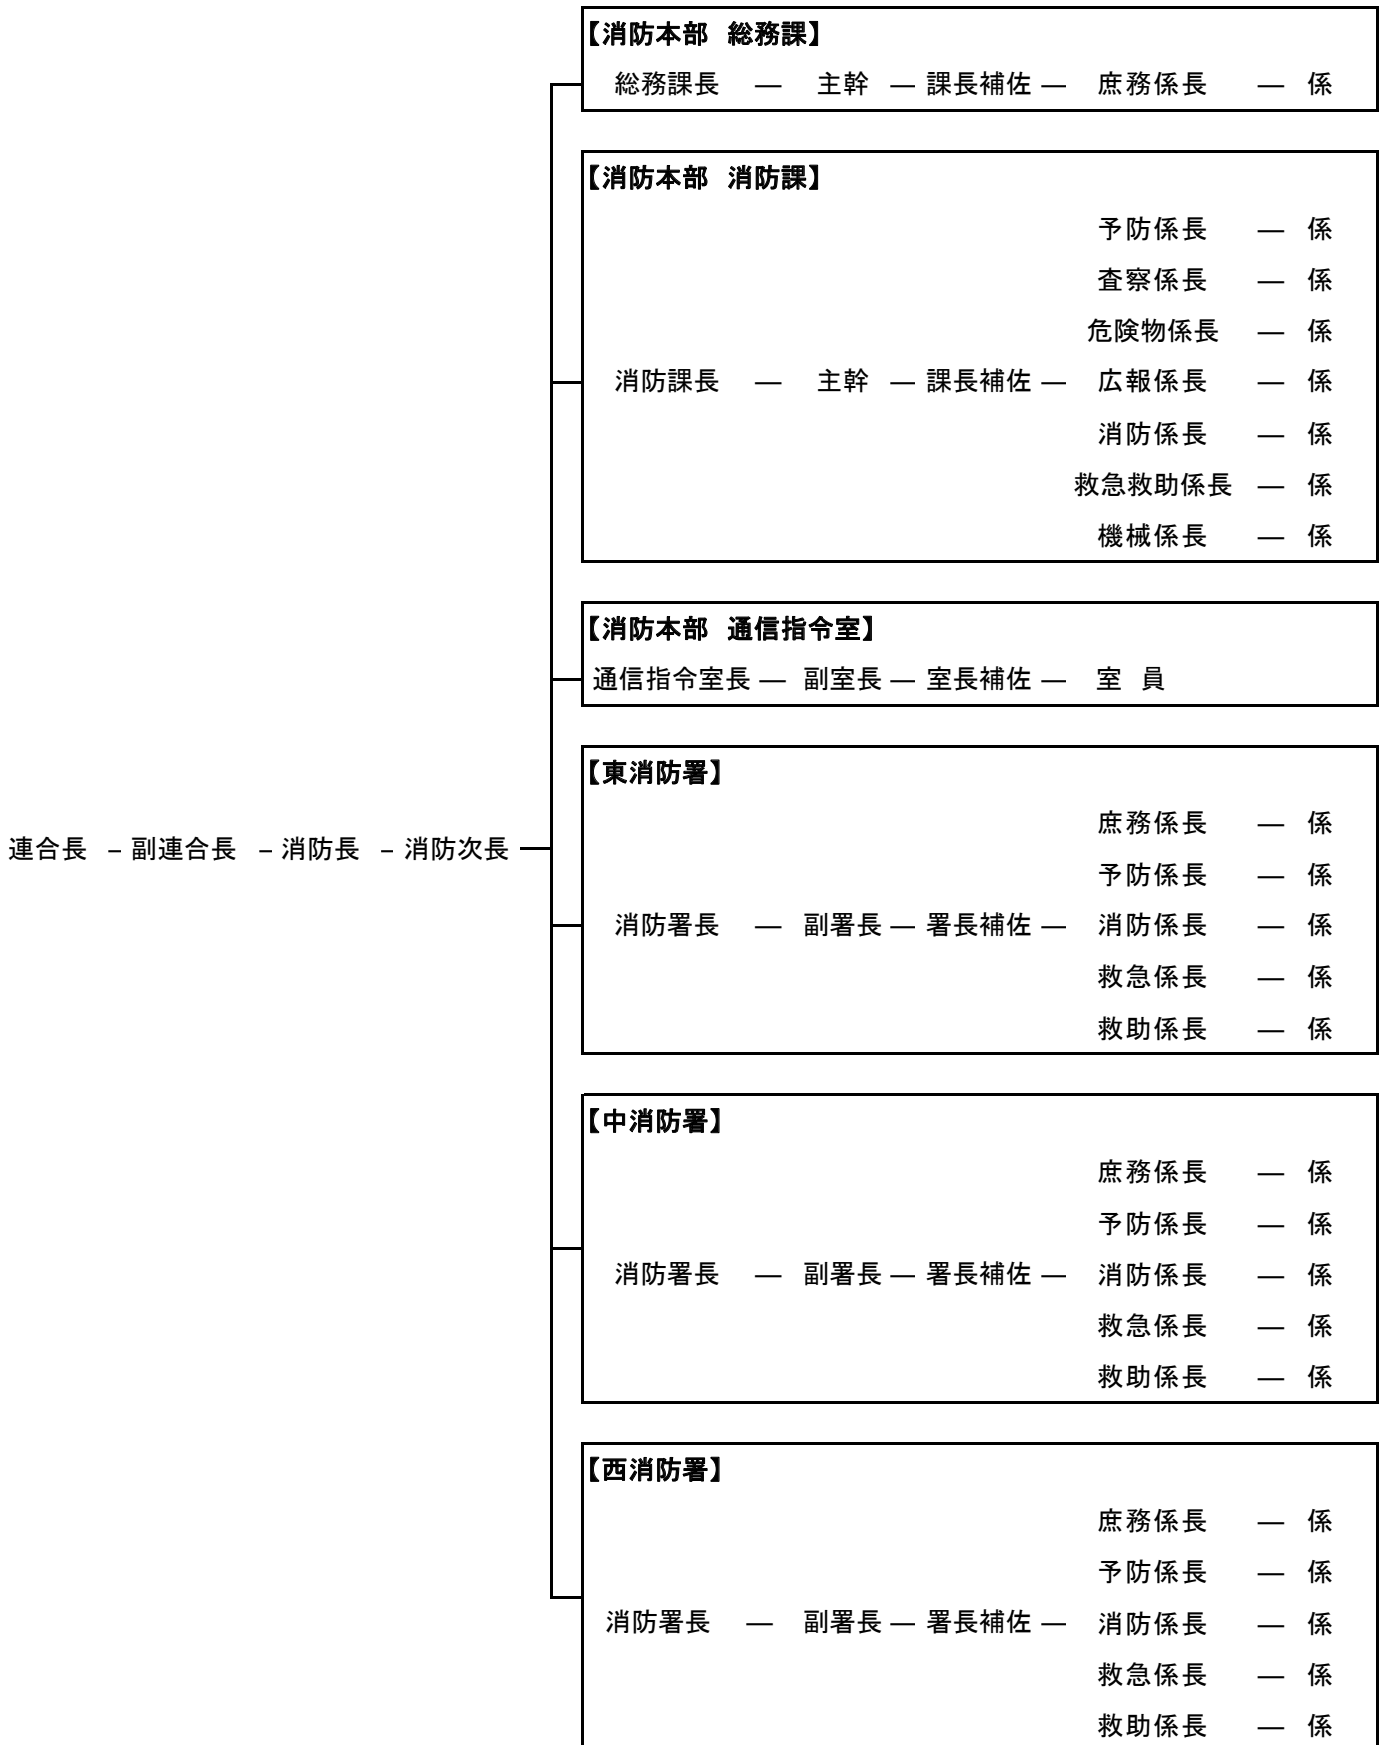 【消防本部 総務課】
総務課長 — 主幹 — 課長補佐 — 庶務係長 — 係
【消防本部 消防課】
予防係長 — 係
査察係長 — 係
危険物係長 — 係
消防課長 — 主幹 — 課長補佐 — 広報係長 — 係
消防係長 — 係
救急救助係長 — 係
機械係長 — 係
【消防本部 通信指令室】
通信指令室長 — 副室長 — 室長補佐 — 室 員
連合長 – 副連合長 – 消防長 – 消防次長
【東消防署】
庶務係長 — 係
予防係長 — 係
消防署長 — 副署長 — 署長補佐 — 消防係長 — 係
救急係長 — 係
救助係長 — 係
【中消防署】
庶務係長 — 係
予防係長 — 係
消防署長 — 副署長 — 署長補佐 — 消防係長 — 係
救急係長 — 係
救助係長 — 係
【西消防署】
庶務係長 — 係
予防係長 — 係
消防署長 — 副署長 — 署長補佐 — 消防係長 — 係
救急係長 — 係
救助係長 — 係